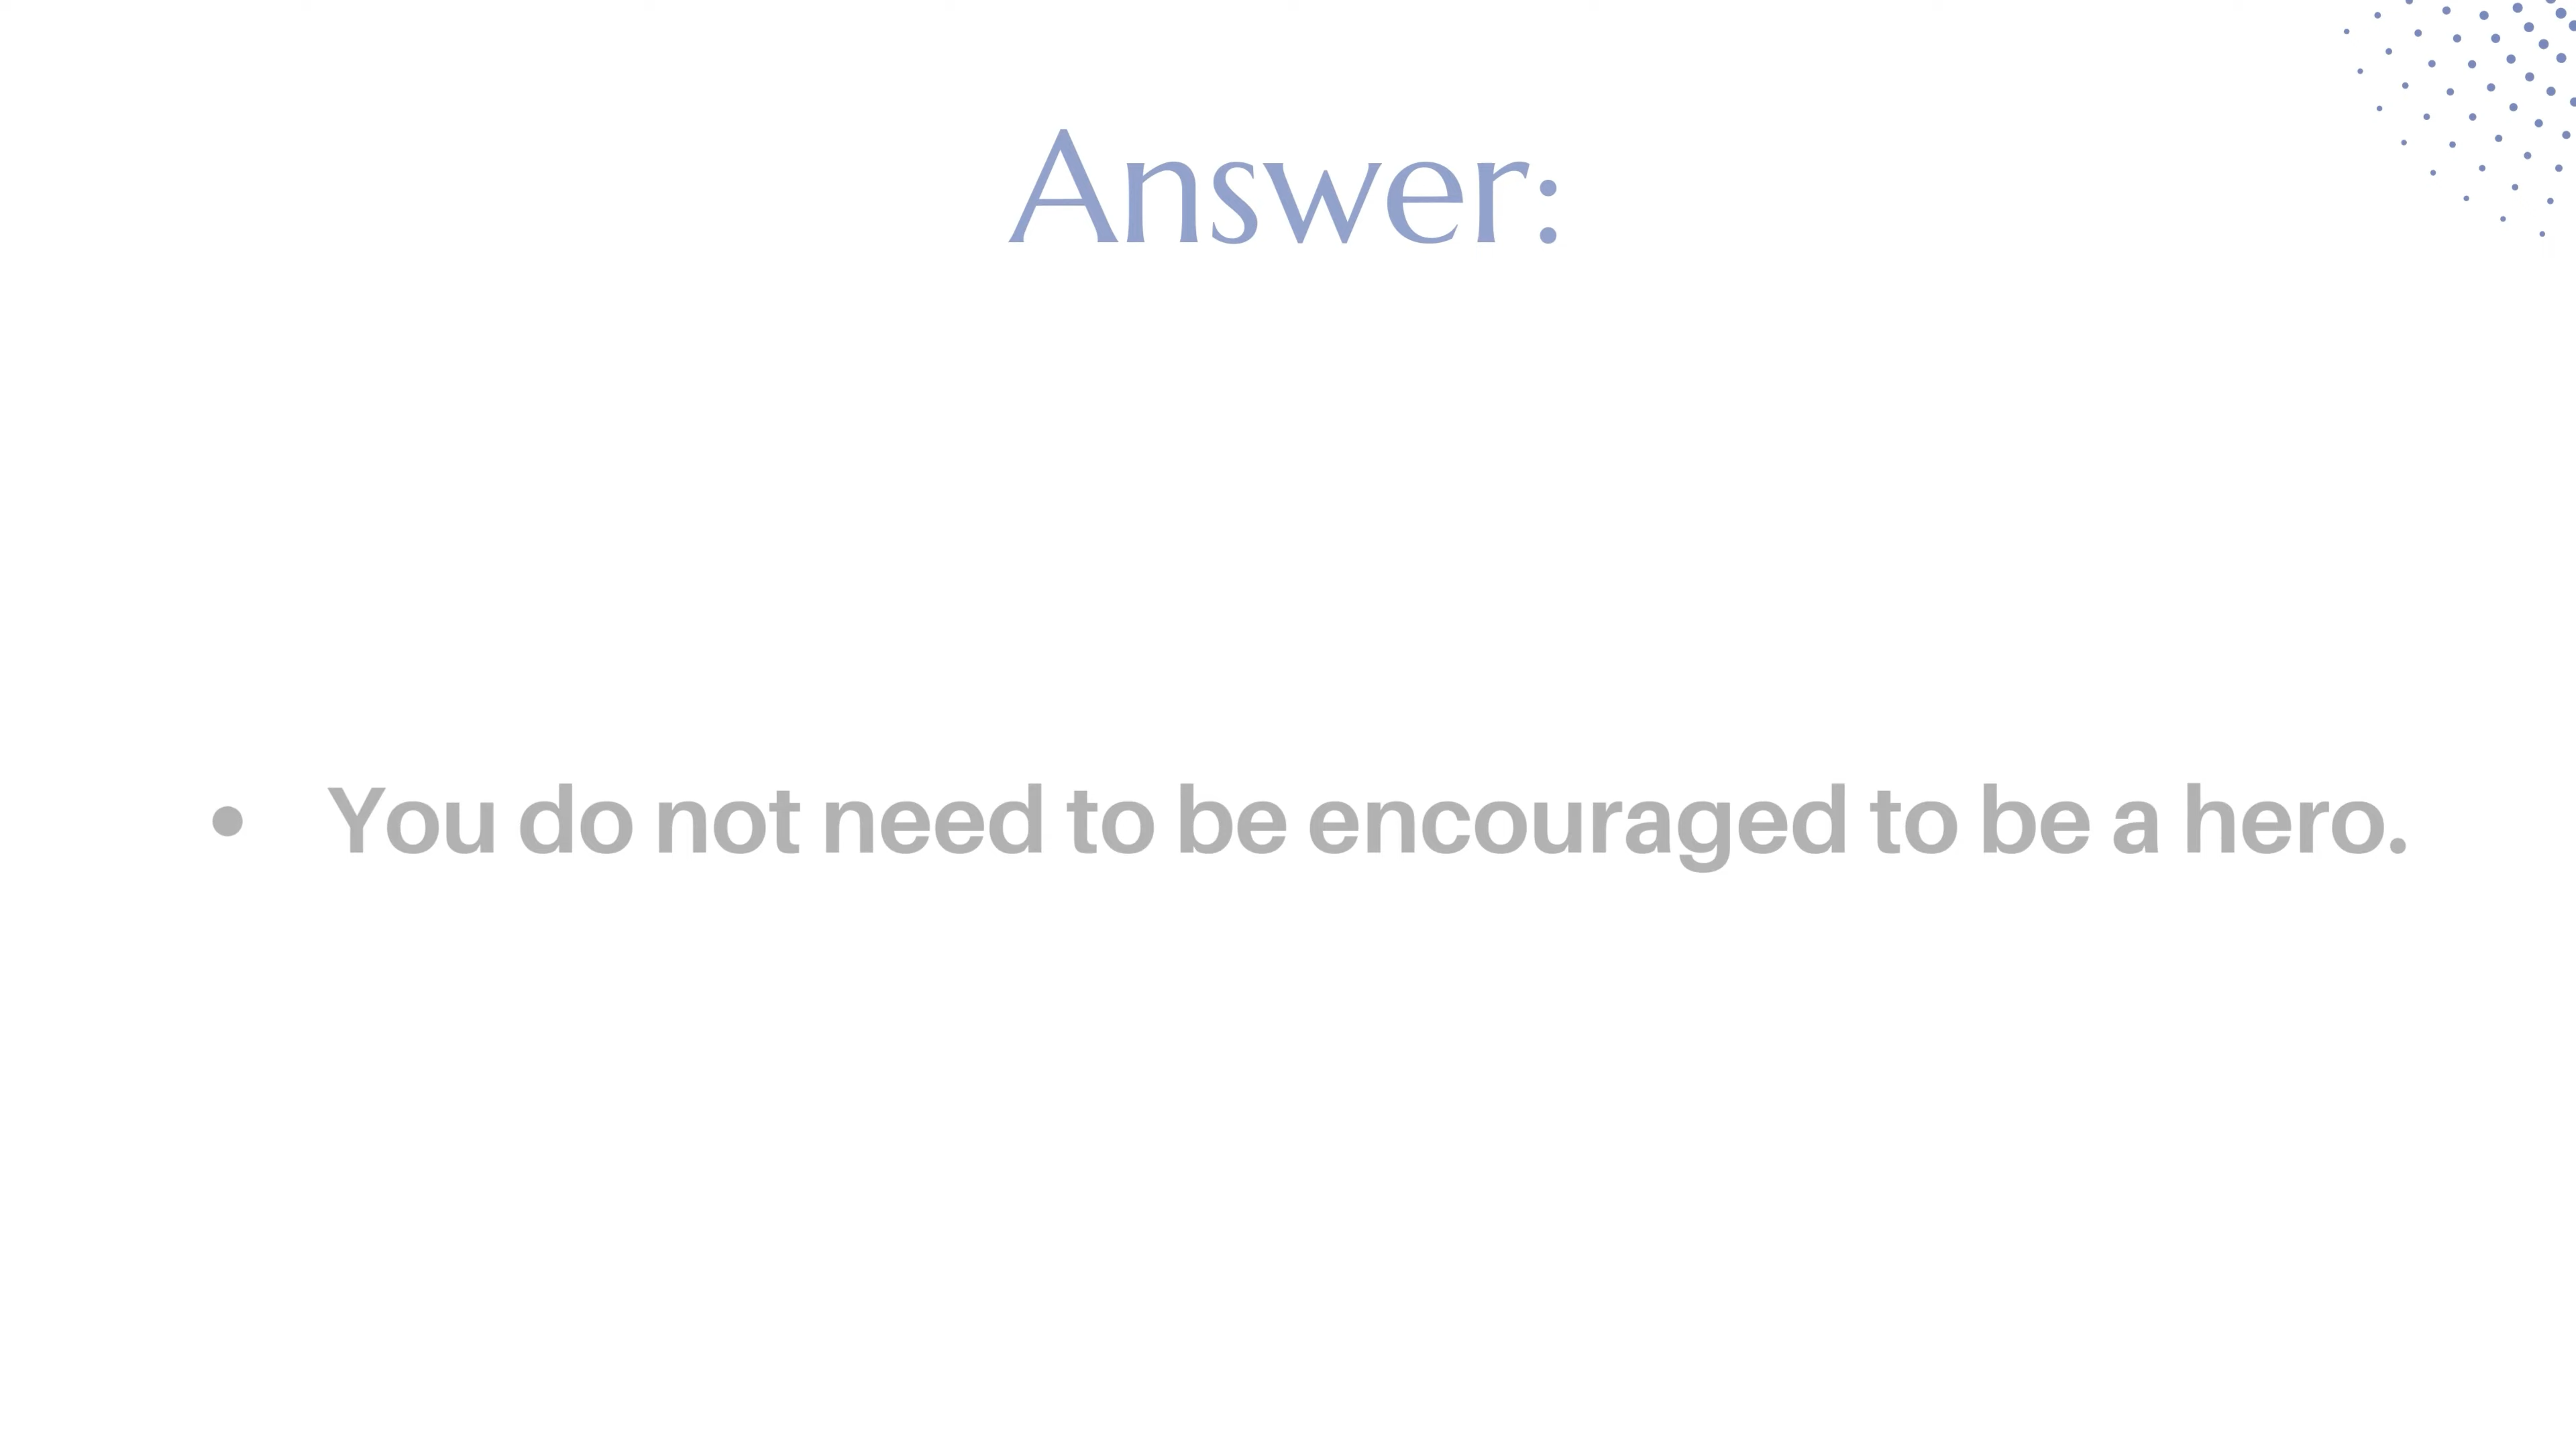 Answer:
• You do not need to be encouraged to be a hero.